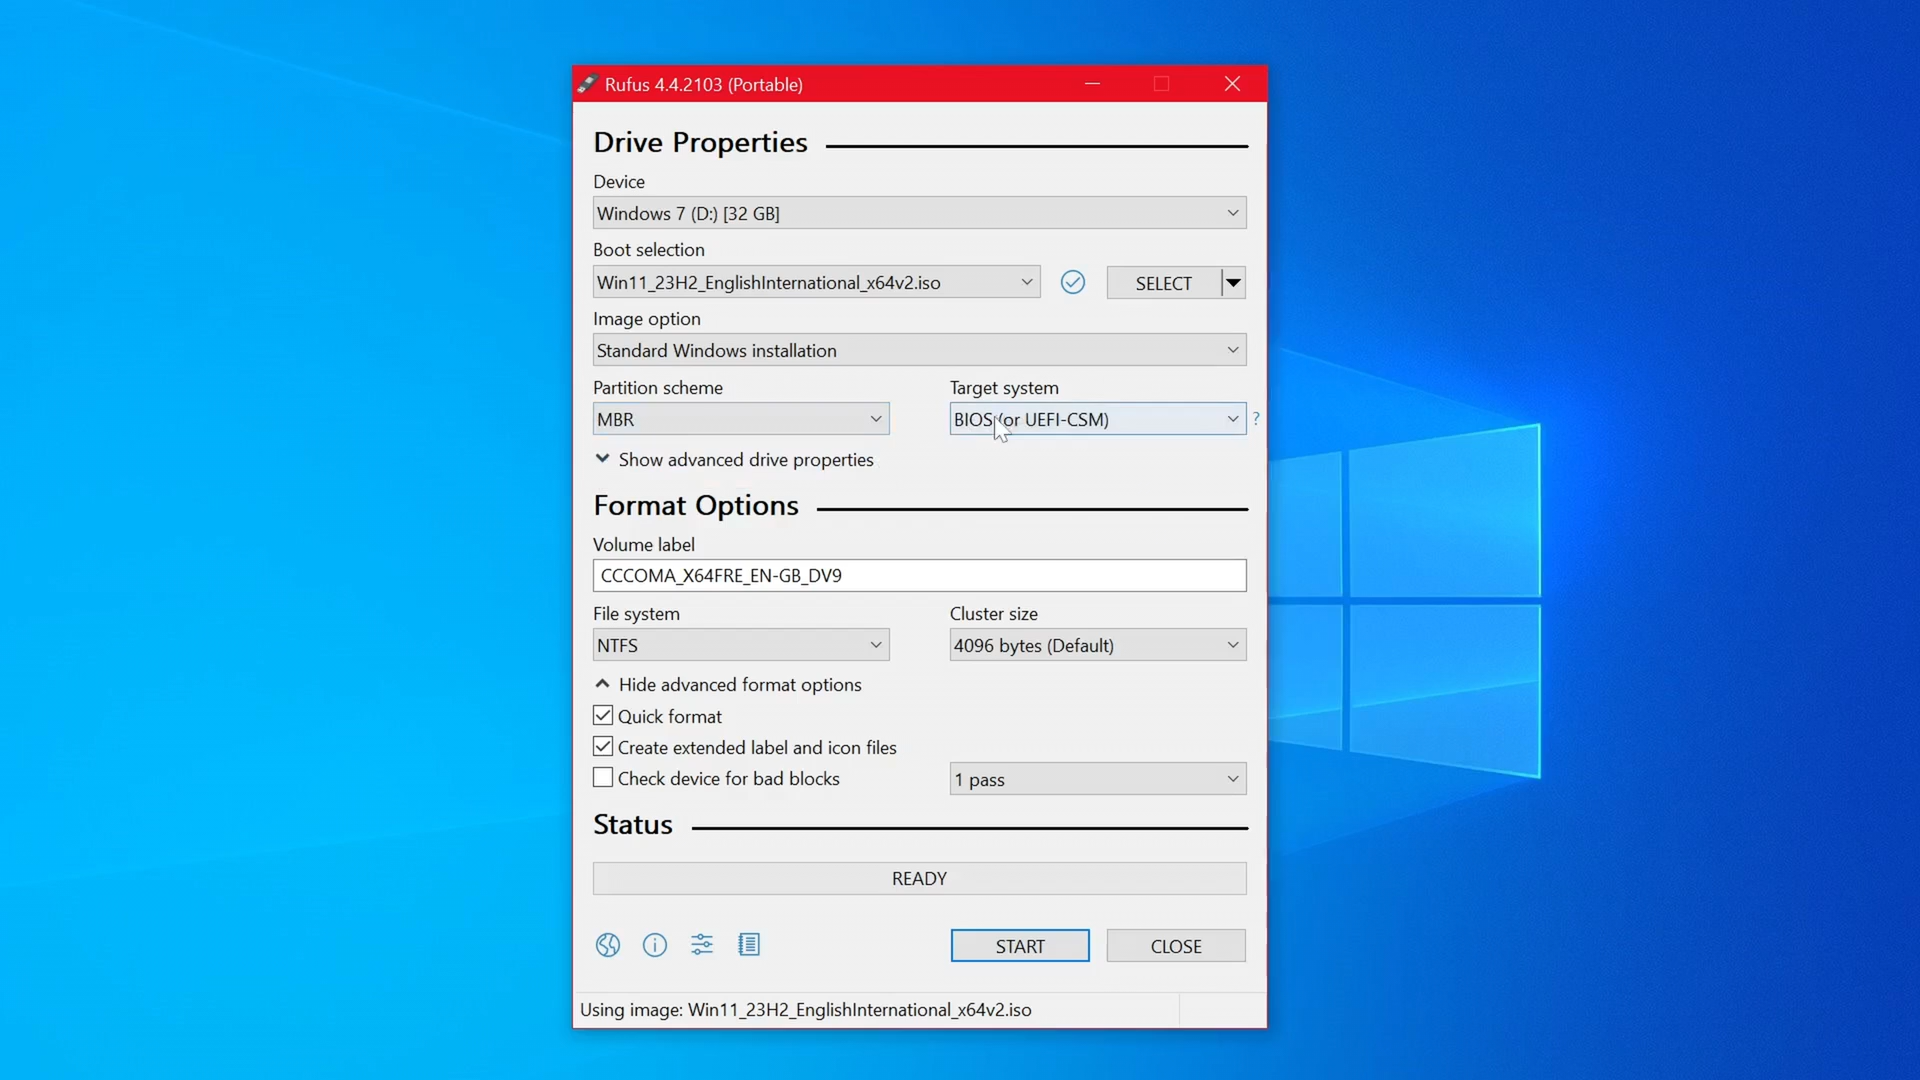 Rufus 4.4.2103 (Portable)
Drive Properties
Device
Windows 7 (D:) [32 GB]
Boot selection
Win11_23H2_EnglishInternational_x64v2.iso
SELECT
Image option
Standard Windows installation
Partition scheme
Target system
MBR
BIOS (or UEFI-CSM)
?
Show advanced drive properties
Format Options
Volume label
CCCOMA_X64FRE_EN-GB_DV9
File system
Cluster size
NTFS
4096 bytes (Default)
Hide advanced format options
Quick format
Create extended label and icon files
Check device for bad blocks
1 pass
Status
READY
START
CLOSE
Using image: Win11_23H2_EnglishInternational_x64v2.iso